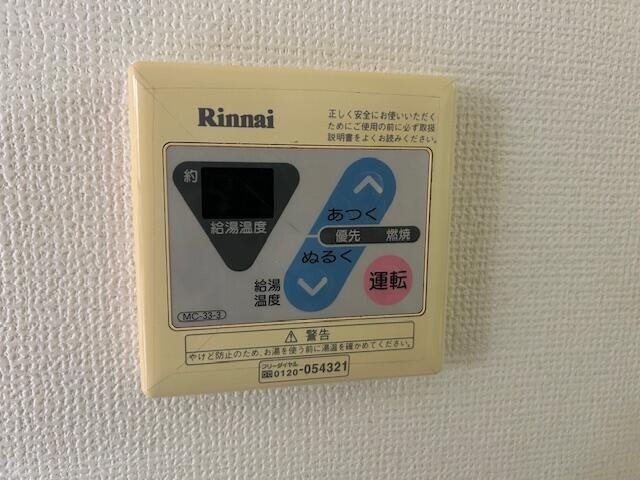 Rinnai
正しく安全にお使いいただく
ためにご使用の前に必ず取扱
説明書をよくお読みください。
約
給湯温度
あつく
優先 燃焼
ぬるく
給湯
温度
運転
MC-33-3
⚠ 警告
やけど防止のため、お湯を使う前に湯温を確かめてください。
フリーダイヤル
0120-054321